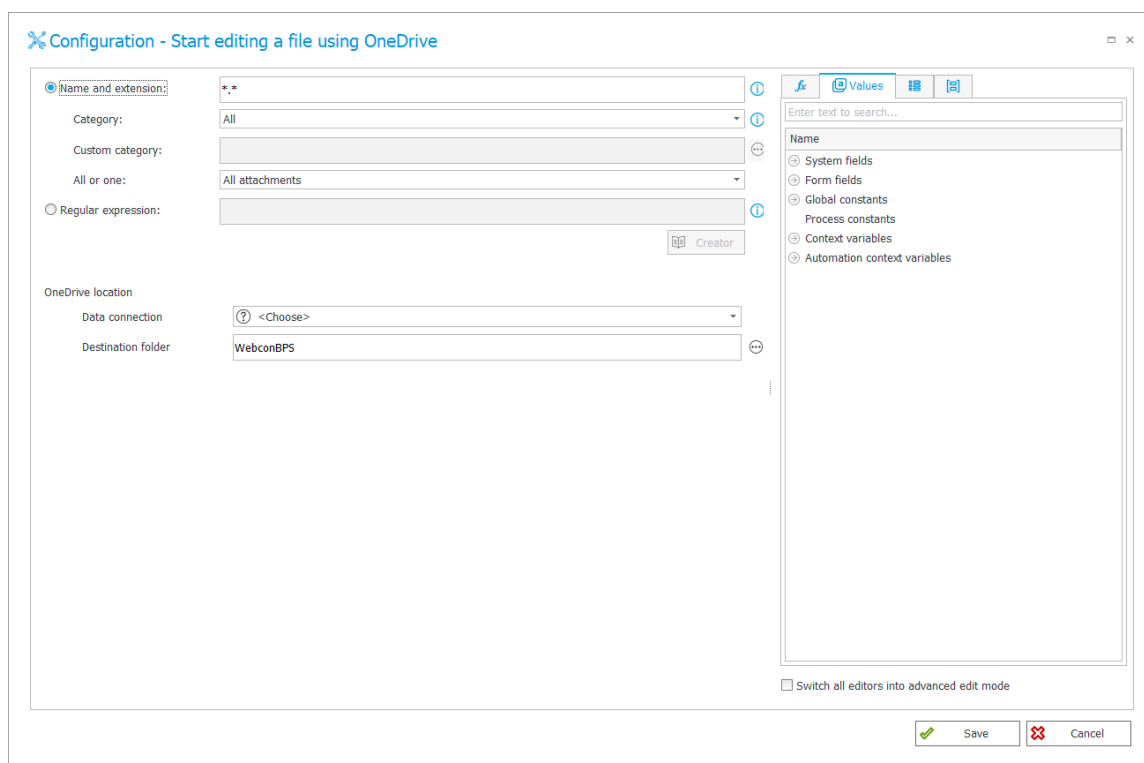 Configuration - Start editing a file using OneDrive
Name and extension:
*.*
Category:
All
Custom category:
All or one:
All attachments
Regular expression:
Creator
OneDrive location
Data connection
<Choose>
Destination folder
WebconBPS
fx
Values
Enter text to search...
Name
System fields
Form fields
Global constants
Process constants
Context variables
Automation context variables
Switch all editors into advanced edit mode
Save
Cancel